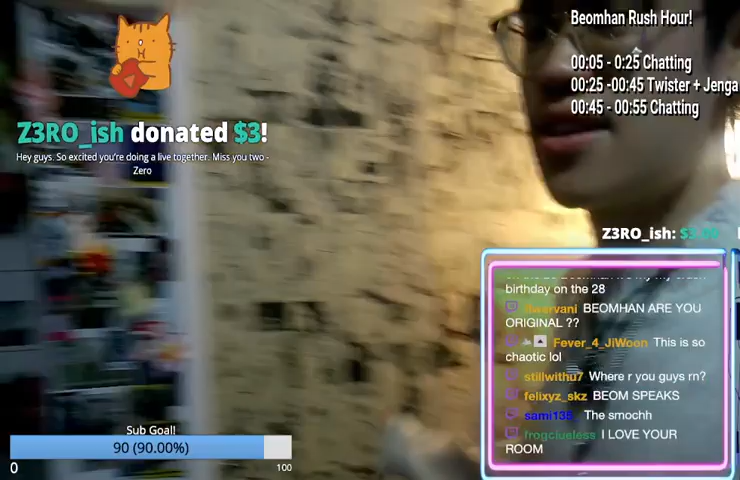 Beomhan Rush Hour!
00:05 - 0:25 Chatting
00:25 -00:45 Twister + Jenga
00:45 - 00:55 Chatting
Z3RO_ish donated $3!
Hey guys. So excited you're doing a live together. Miss you two -
Zero
Z3RO_ish: $3.00
birthday on the 28
BEOMHAN ARE YOU
ORIGINAL ??
Fever_4_JiWoon This is so
chaotic lol
stillwithu7 Where r you guys rn?
felixyz_skz BEOM SPEAKS
sami135 The smochh
frogclueless I LOVE YOUR
ROOM
Sub Goal!
90 (90.00%)
0
100